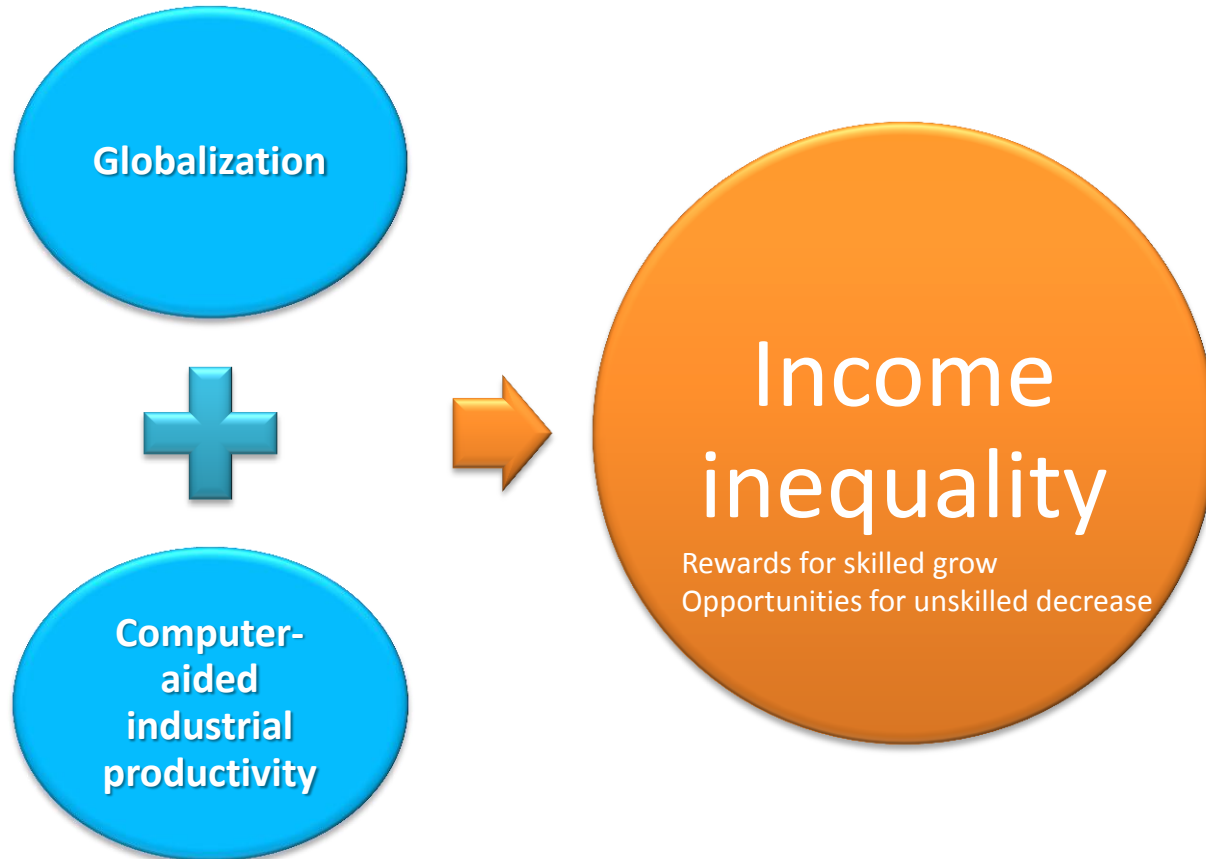 Globalization
Computer-
aided
industrial
productivity
Income
inequality
Rewards for skilled grow
Opportunities for unskilled decrease